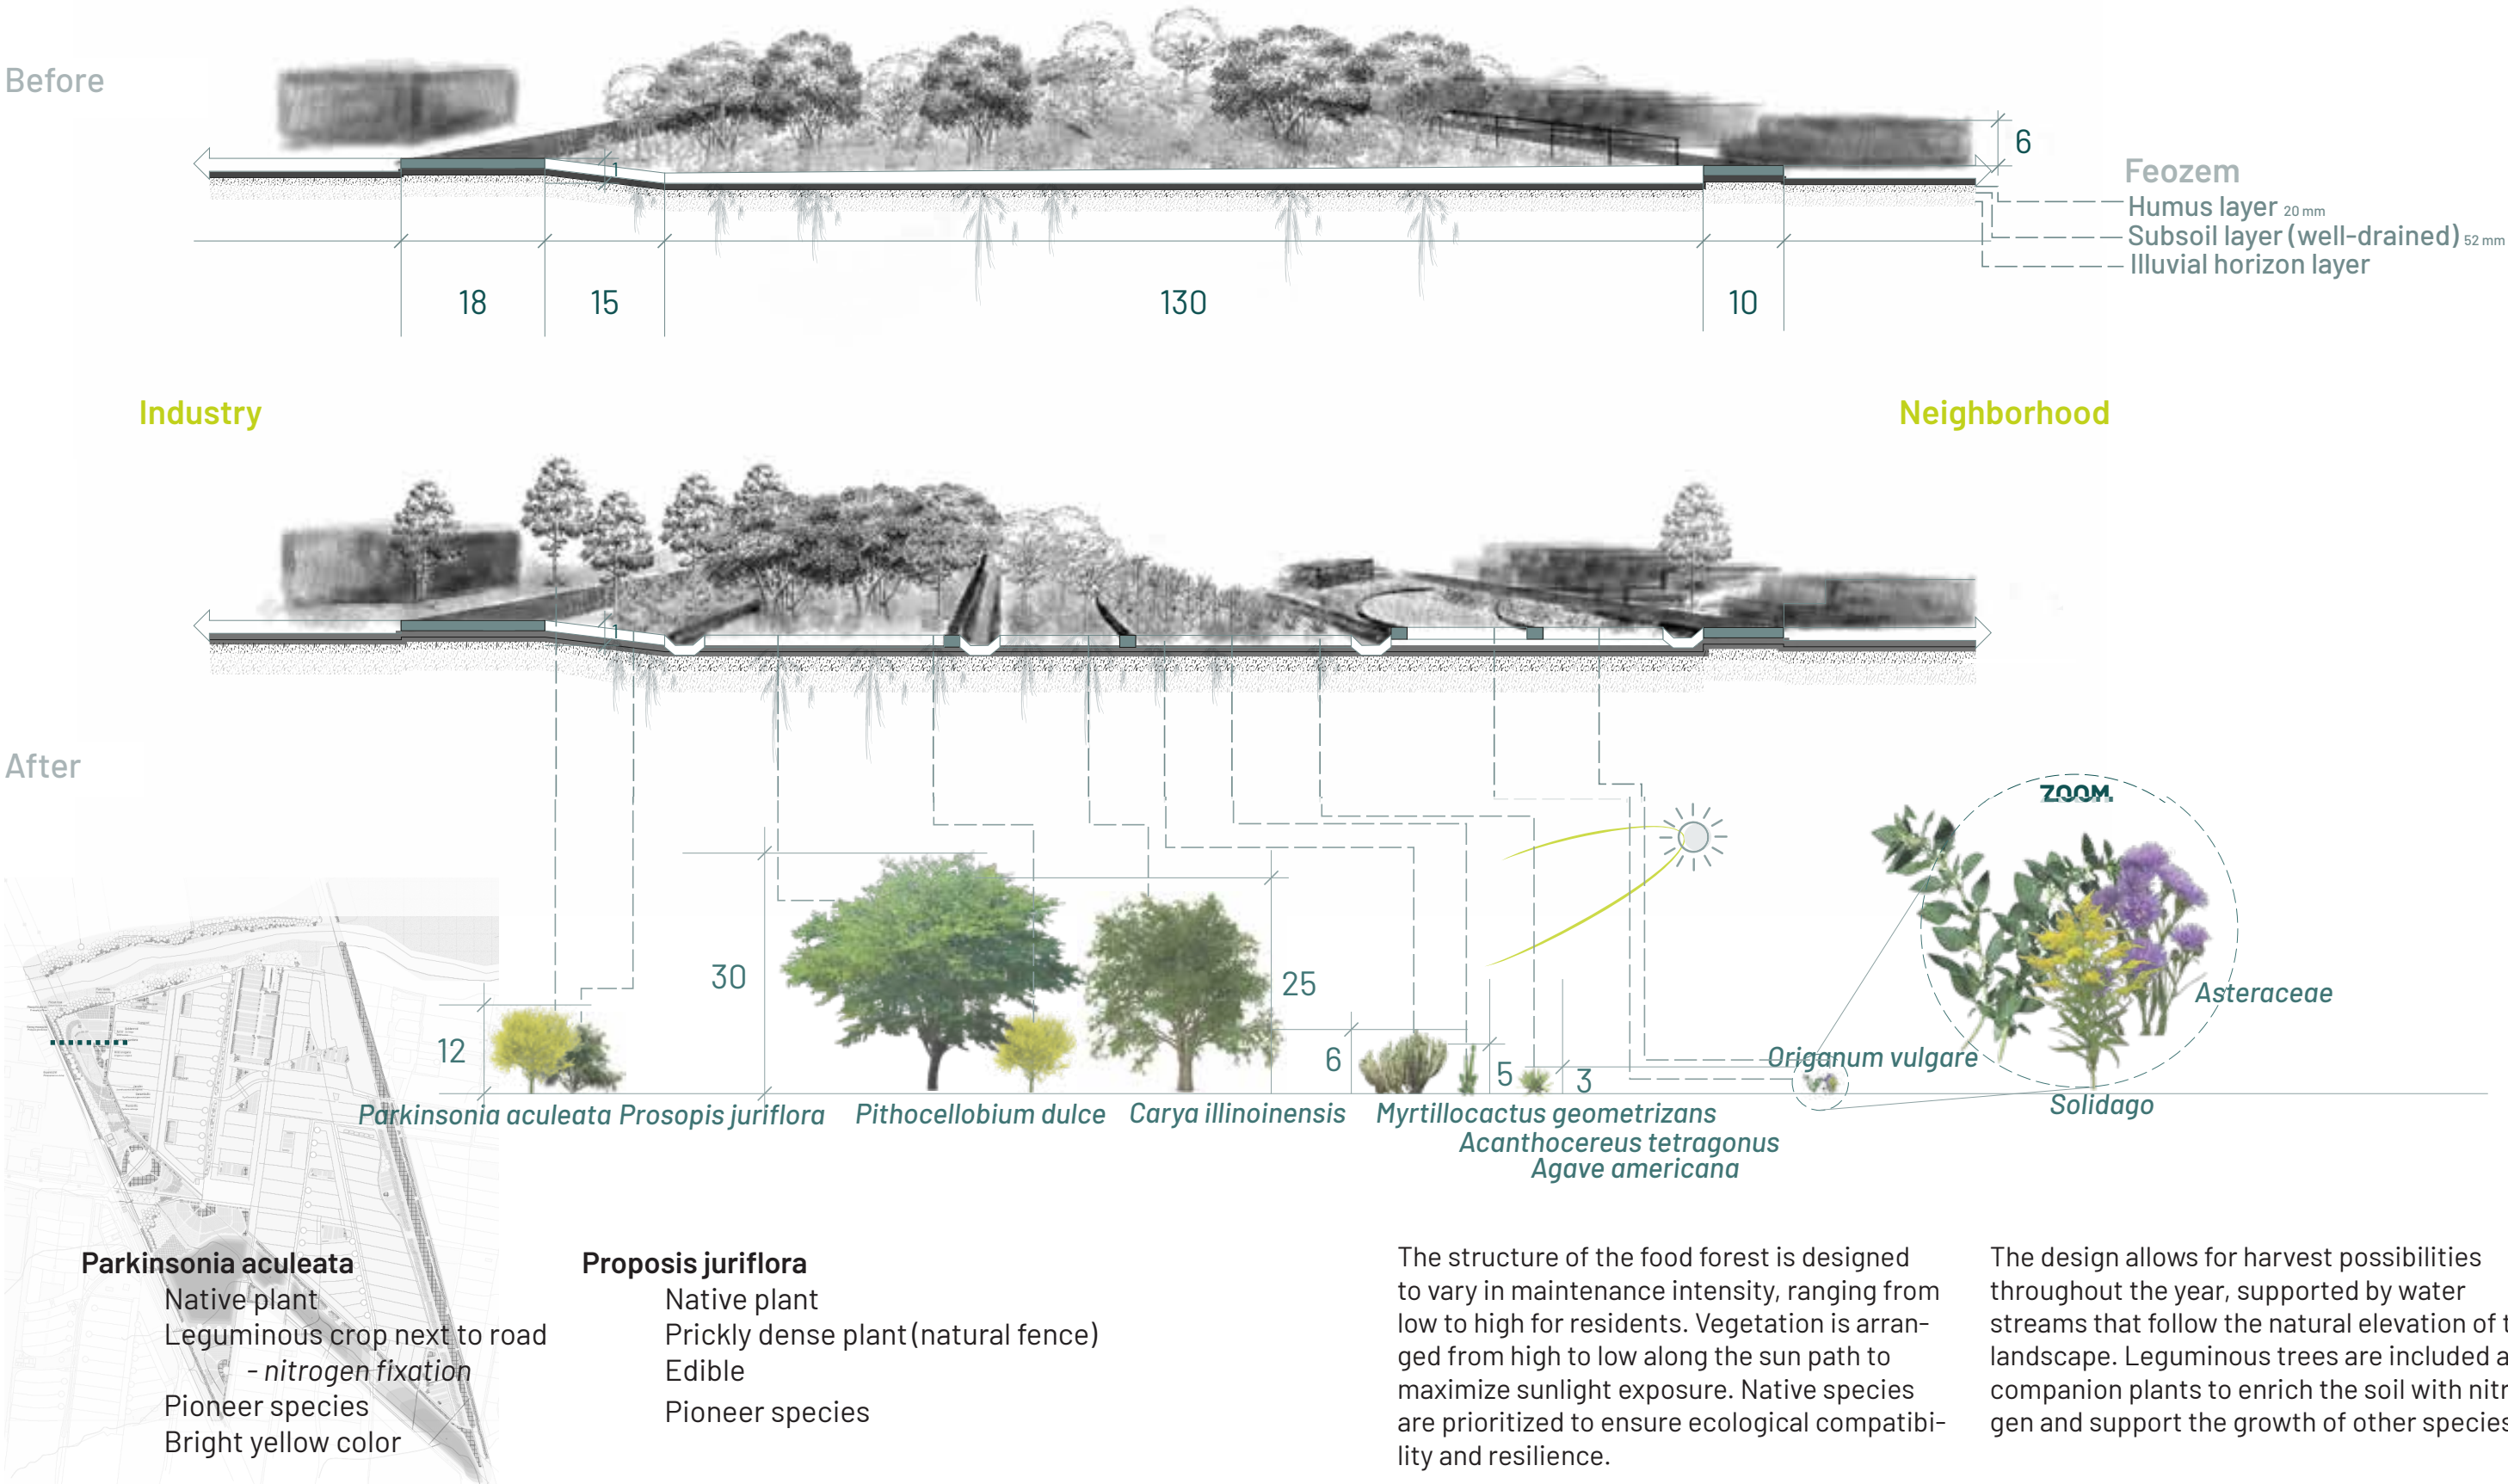 Before
1
6
Feozem
Humus layer 20 mm
Subsoil layer (well-drained) 52 mm
Illuvial horizon layer
18
15
130
10
Industry
Neighborhood
1
After
ZOOM
30
25
12
6
5
3
Asteraceae
Origanum vulgare
Solidago
Parkinsonia aculeata
Prosopis juriflora
Pithocellobium dulce
Carya illinoinensis
Myrtillocactus geometrizans
Acanthocereus tetragonus
Agave americana
Parkinsonia aculeata
Native plant
Leguminous crop next to road
- nitrogen fixation
Pioneer species
Bright yellow color
Proposis juriflora
Native plant
Prickly dense plant (natural fence)
Edible
Pioneer species
The structure of the food forest is designed
to vary in maintenance intensity, ranging from
low to high for residents. Vegetation is arran-
ged from high to low along the sun path to
maximize sunlight exposure. Native species
are prioritized to ensure ecological compatibi-
lity and resilience.
The design allows for harvest possibilities
throughout the year, supported by water
streams that follow the natural elevation of t
landscape. Leguminous trees are included a
companion plants to enrich the soil with nitr
gen and support the growth of other species